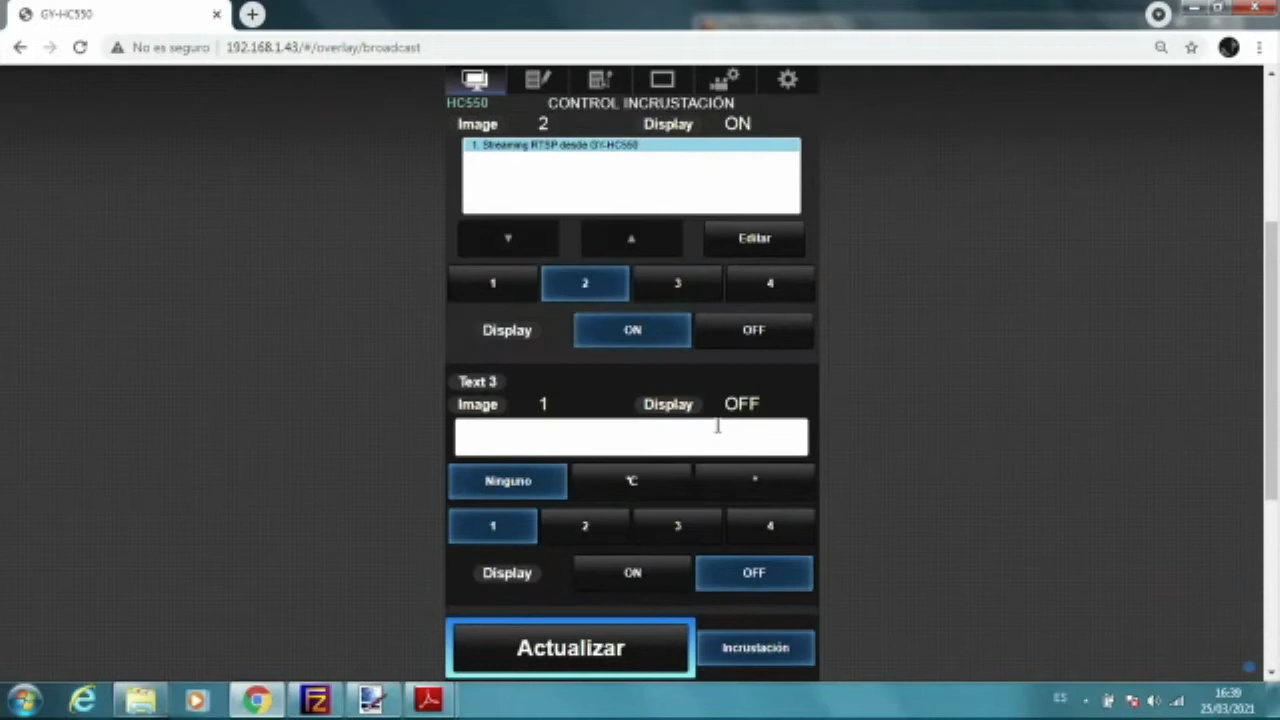 GY-HC550
No es seguro 192.168.1.43/#/overlay/broadcast
HC550 CONTROL INCRUSTACIÓN
Image 2 Display ON
1. Streaming RTSP desde GY-HC550
▼ ▲ Editar
1 2 3 4
Display ON OFF
Text 3
Image 1 Display OFF
Ninguno ℃ °
1 2 3 4
Display ON OFF
Actualizar Incrustación
ES 16:39
25/03/2021